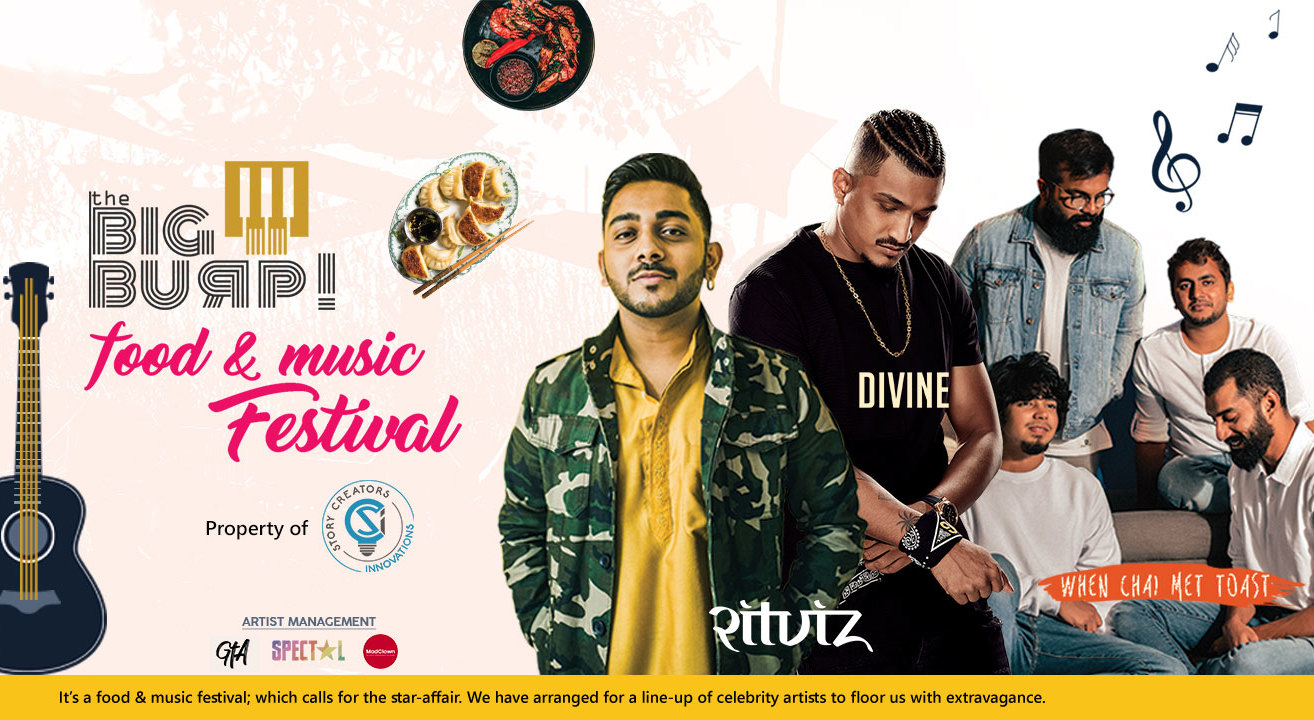 the
BIG
BURP!
food & music
Festival
Property of
STORY CREATORS
INNOVATIONS
ARTIST MANAGEMENT
GtA
SPECTAL
MadClown
DIVINE
WHEN CHAI MET TOAST
ritviz
It's a food & music festival; which calls for the star-affair. We have arranged for a line-up of celebrity artists to floor us with extravagance.